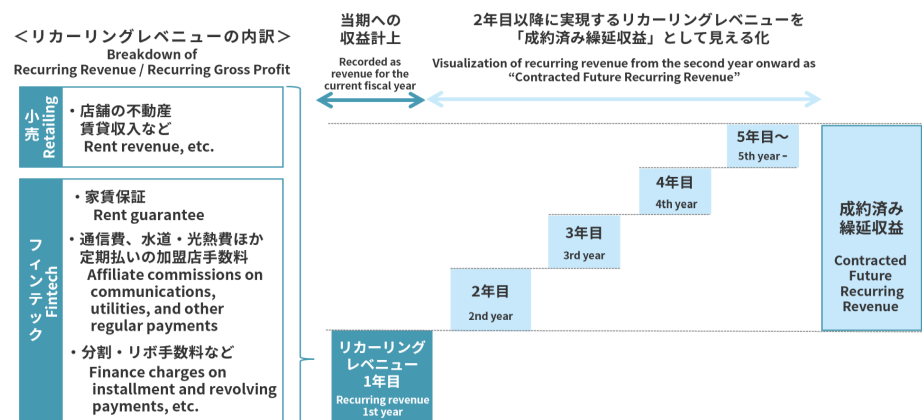 ＜リカーリングレベニューの内訳＞
Breakdown of
Recurring Revenue / Recurring Gross Profit
小売
Retailing
・店舗の不動産
賃貸収入など
Rent revenue, etc.
フィンテック
Fintech
・家賃保証
Rent guarantee
・通信費、水道・光熱費ほか
定期払いの加盟店手数料
Affiliate commissions on
communications,
utilities, and other
regular payments
・分割・リボ手数料など
Finance charges on
installment and revolving
payments, etc.
当期への
収益計上
Recorded as
revenue for the
current fiscal year
2年目以降に実現するリカーリングレベニューを
「成約済み繰延収益」として見える化
Visualization of recurring revenue from the second year onward as
“Contracted Future Recurring Revenue”
リカーリング
レベニュー
1年目
Recurring revenue
1st year
2年目
2nd year
3年目
3rd year
4年目
4th year
5年目～
5th year –
成約済み
繰延収益
Contracted
Future
Recurring
Revenue